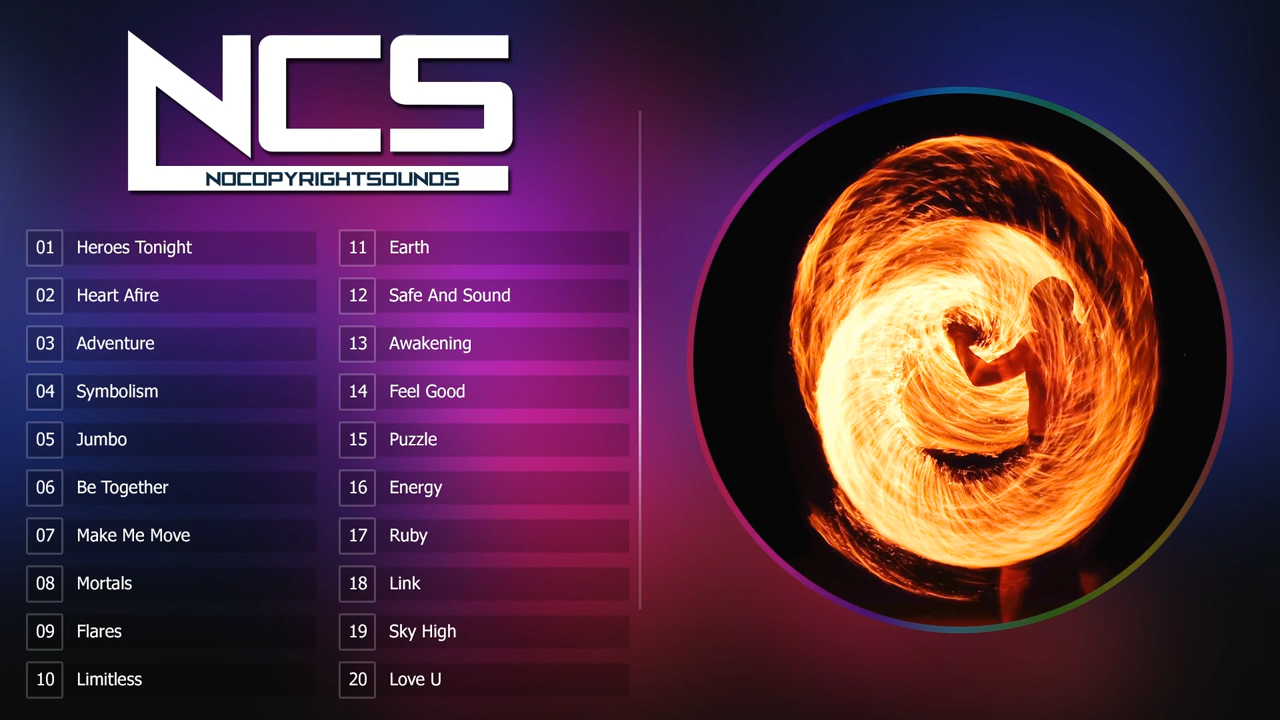 NCS
NOCOPYRIGHTSOUNDS
01 Heroes Tonight
02 Heart Afire
03 Adventure
04 Symbolism
05 Jumbo
06 Be Together
07 Make Me Move
08 Mortals
09 Flares
10 Limitless
11 Earth
12 Safe And Sound
13 Awakening
14 Feel Good
15 Puzzle
16 Energy
17 Ruby
18 Link
19 Sky High
20 Love U